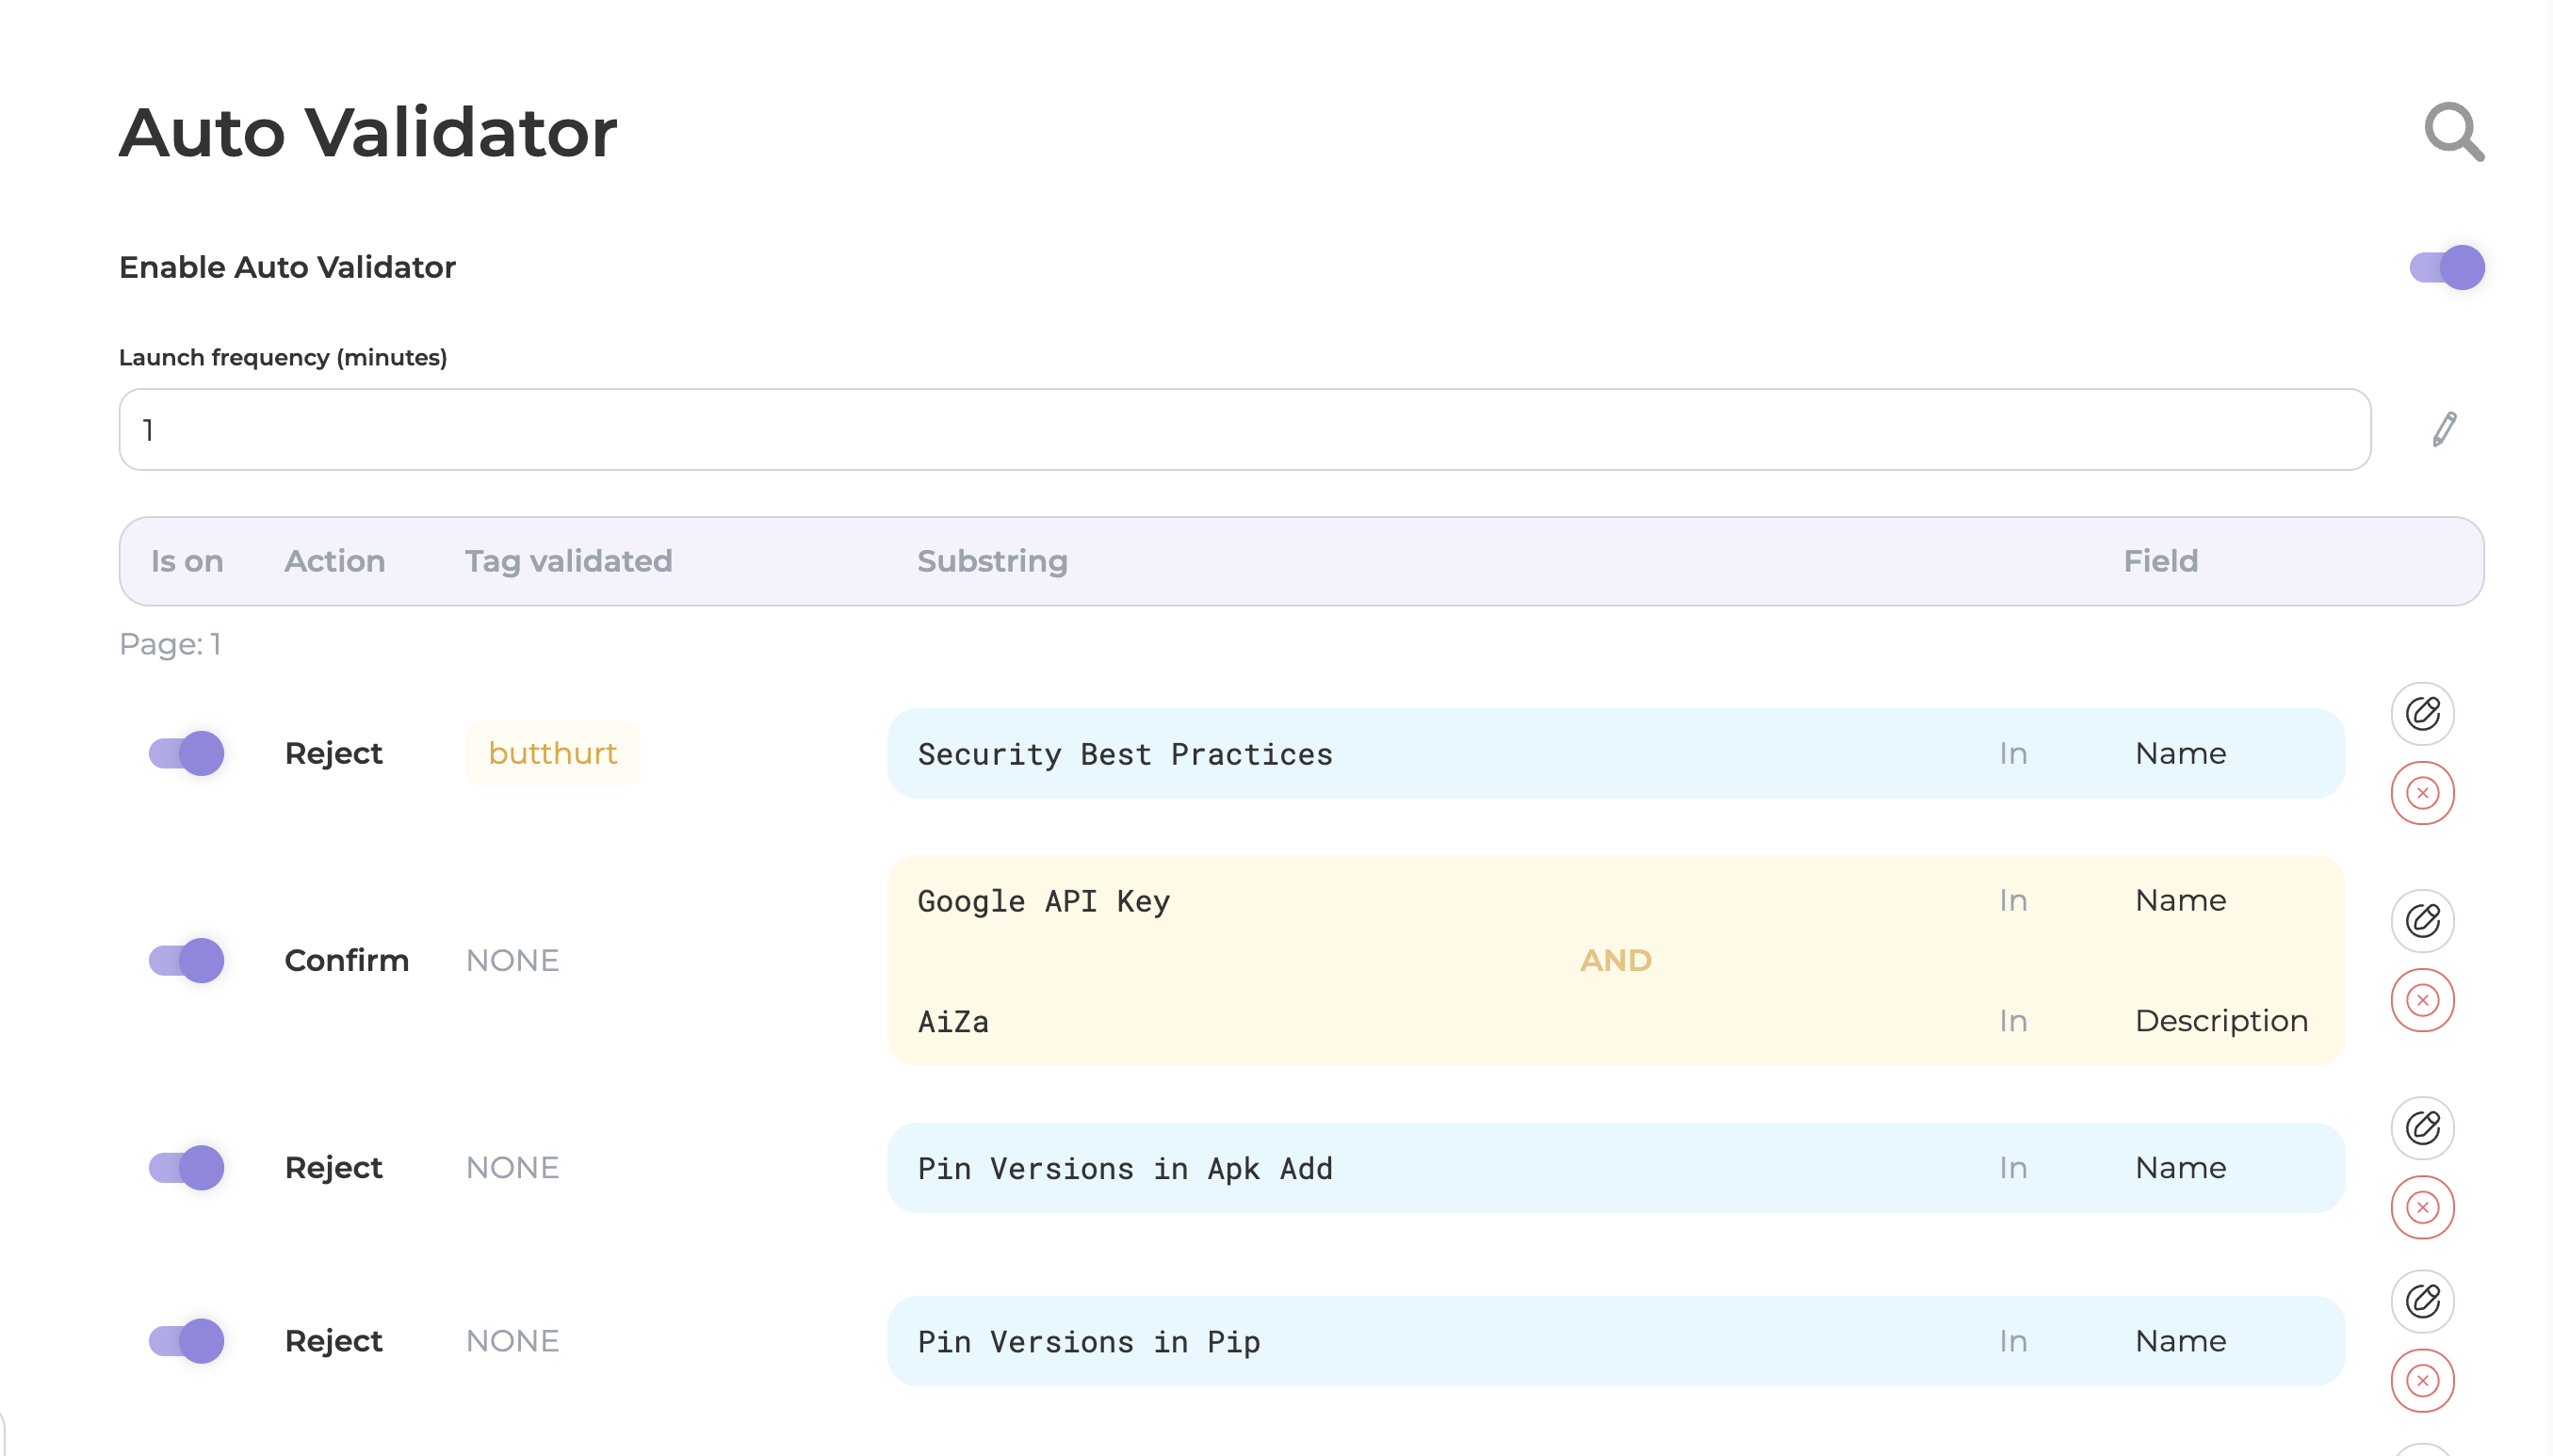 Auto Validator
Enable Auto Validator
Launch frequency (minutes)
1
Is on Action Tag validated Substring Field
Page: 1
Reject butthurt Security Best Practices In Name
Google API Key In Name
Confirm NONE AND
AiZa In Description
Reject NONE Pin Versions in Apk Add In Name
Reject NONE Pin Versions in Pip In Name